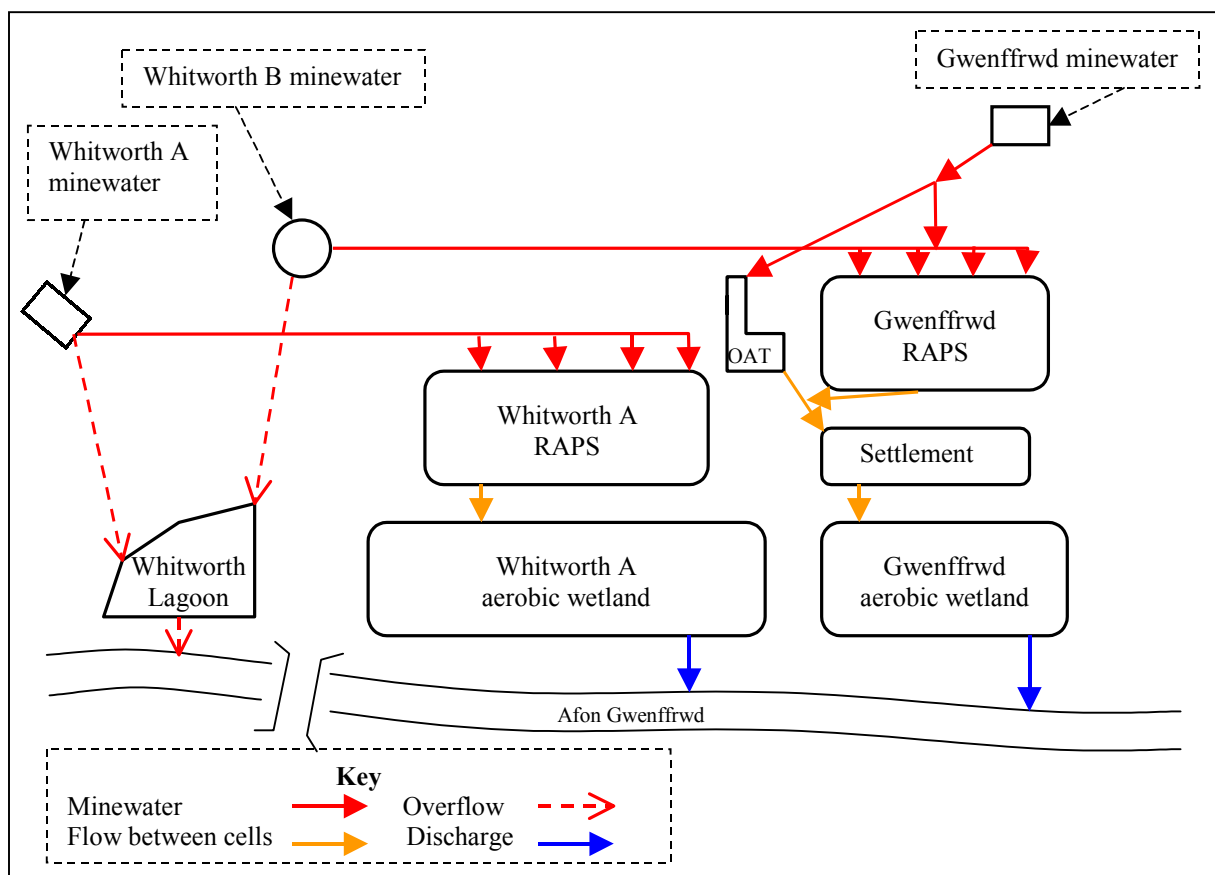 Whitworth B minewater
Gwenffrwd minewater
Whitworth A
minewater
OAT
Gwenffrwd
RAPS
Whitworth A
RAPS
Settlement
Whitworth
Lagoon
Whitworth A
aerobic wetland
Gwenffrwd
aerobic wetland
Afon Gwenffrwd
Key
Minewater
Overflow
Flow between cells
Discharge